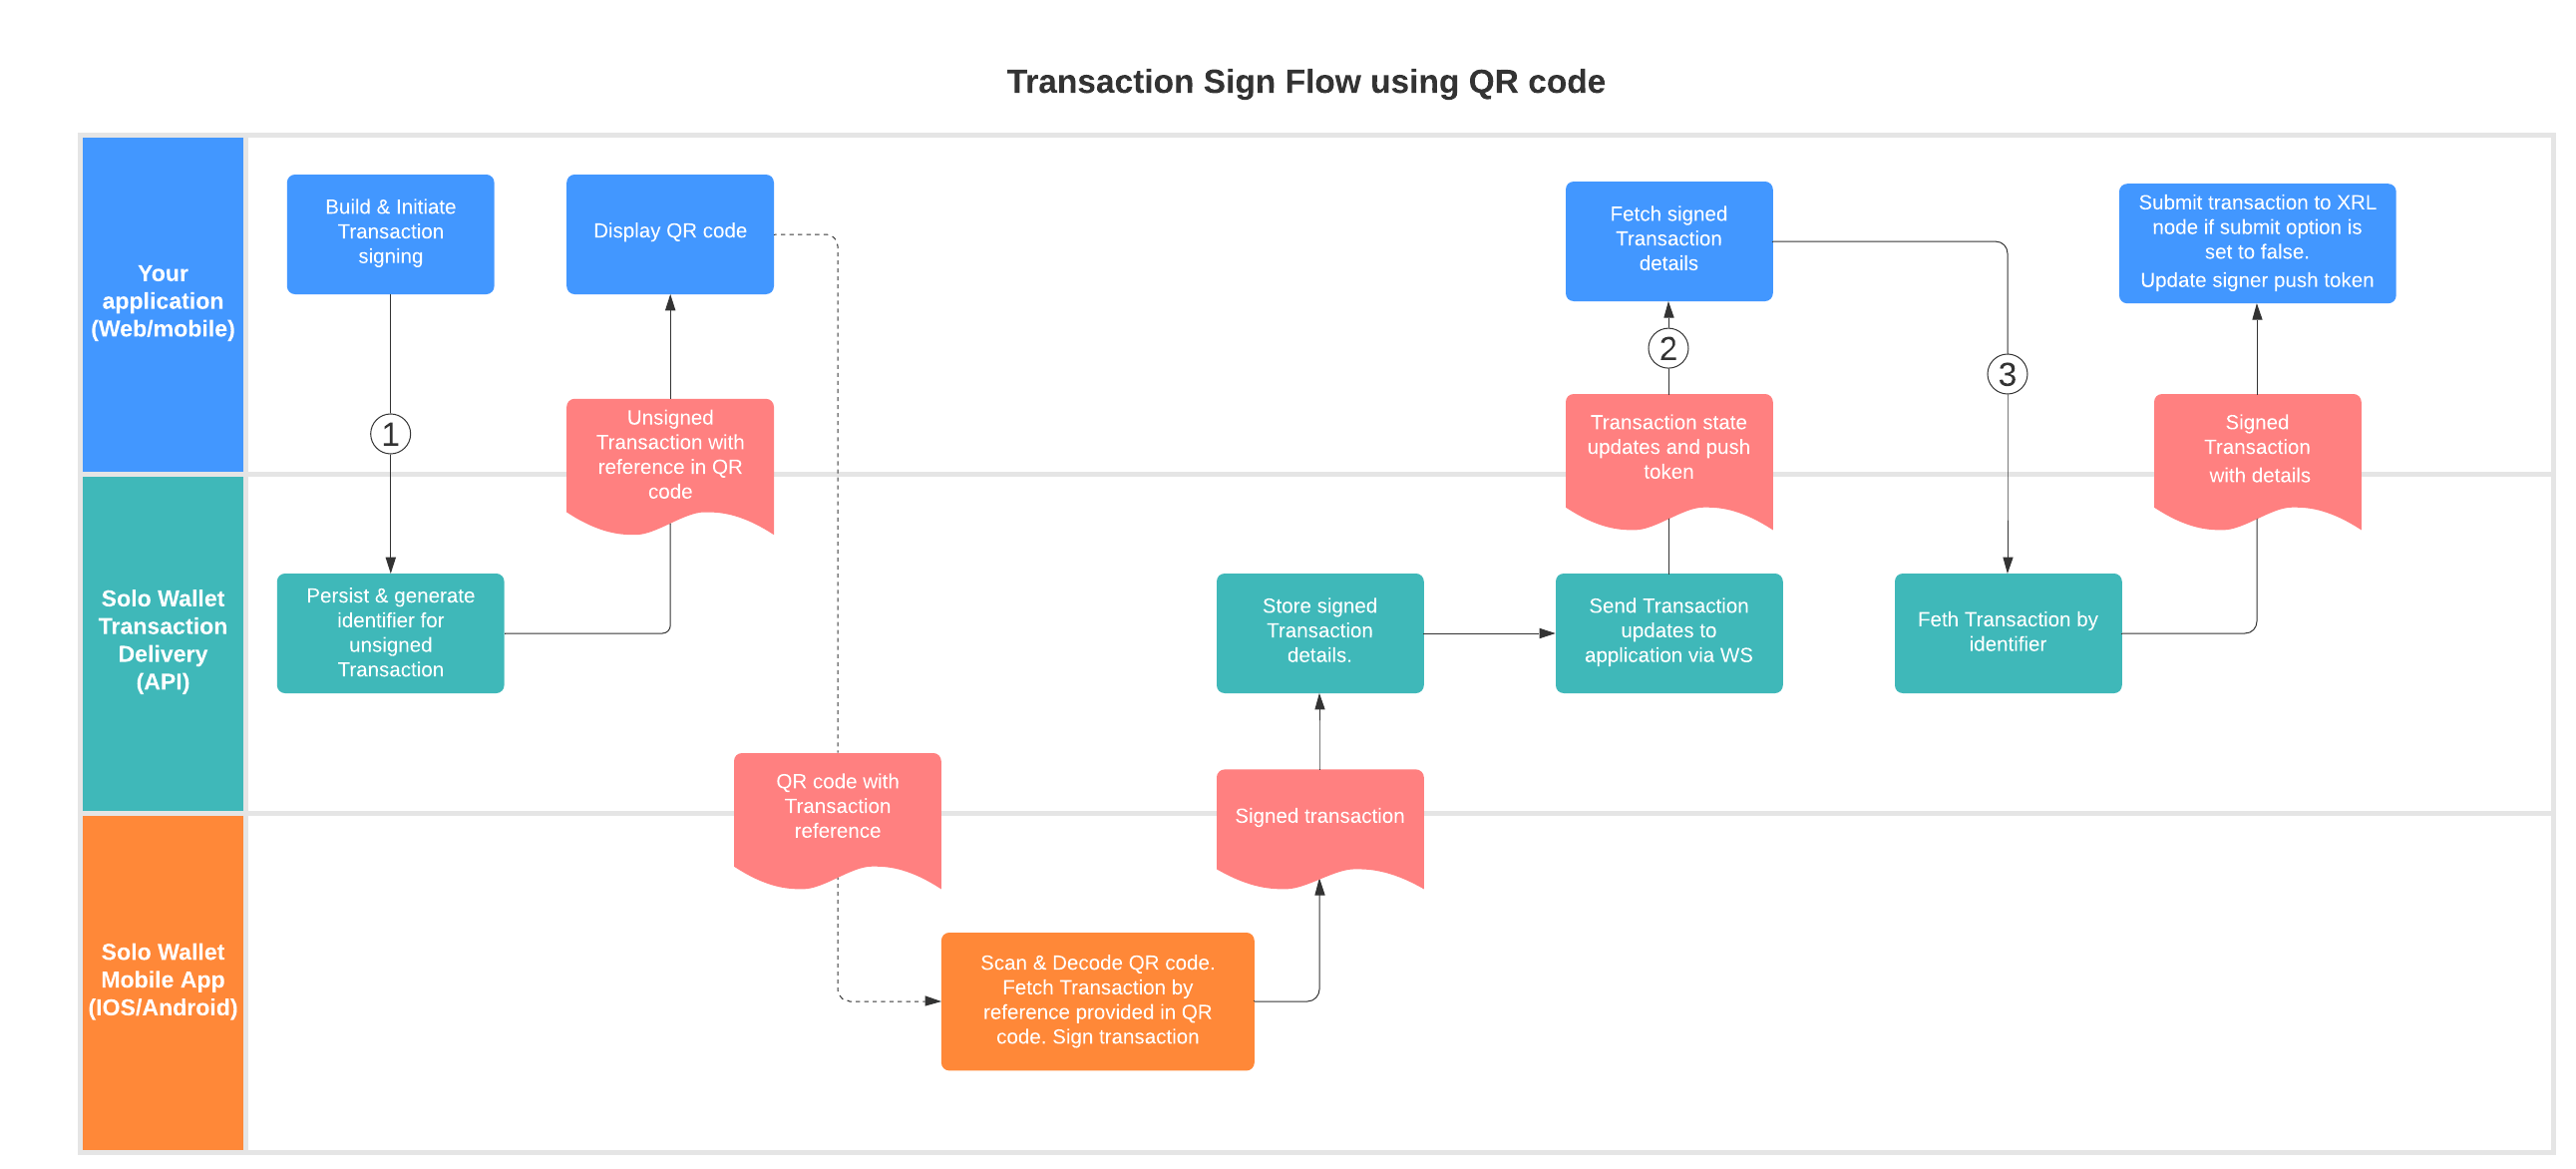 Transaction Sign Flow using QR code
Your
application
(Web/mobile)
Build & Initiate
Transaction
signing
Display QR code
Fetch signed
Transaction
details
Submit transaction to XRL
node if submit option is
set to false.
Update signer push token
1
2
3
Unsigned
Transaction with
reference in QR
code
Transaction state
updates and push
token
Signed
Transaction
with details
Solo Wallet
Transaction
Delivery
(API)
Persist & generate
identifier for
unsigned
Transaction
Store signed
Transaction
details.
Send Transaction
updates to
application via WS
Feth Transaction by
identifier
QR code with
Transaction
reference
Signed transaction
Solo Wallet
Mobile App
(IOS/Android)
Scan & Decode QR code.
Fetch Transaction by
reference provided in QR
code. Sign transaction